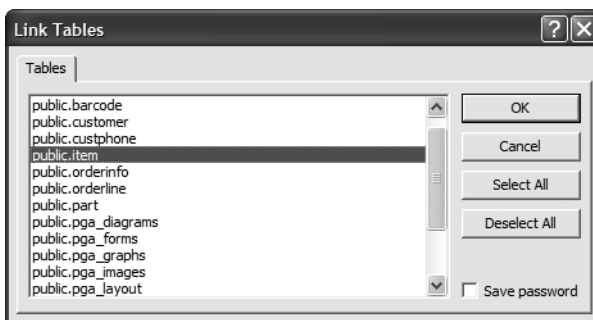 Link Tables
Tables
public.barcode
public.customer
public.custphone
public.item
public.orderinfo
public.orderline
public.part
public.pga_diagrams
public.pga_forms
public.pga_graphs
public.pga_images
public.pga_layout
OK
Cancel
Select All
Deselect All
Save password